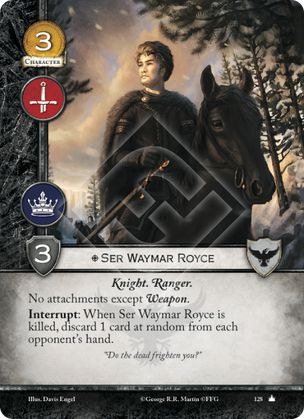 3
CHARACTER
3
SER WAYMAR ROYCE
Knight. Ranger.
No attachments except Weapon.
Interrupt: When Ser Waymar Royce is
killed, discard 1 card at random from each
opponent's hand.
"Do the dead frighten you?"
Illus. Davis Engel ©George R.R. Martin ©FFG 128